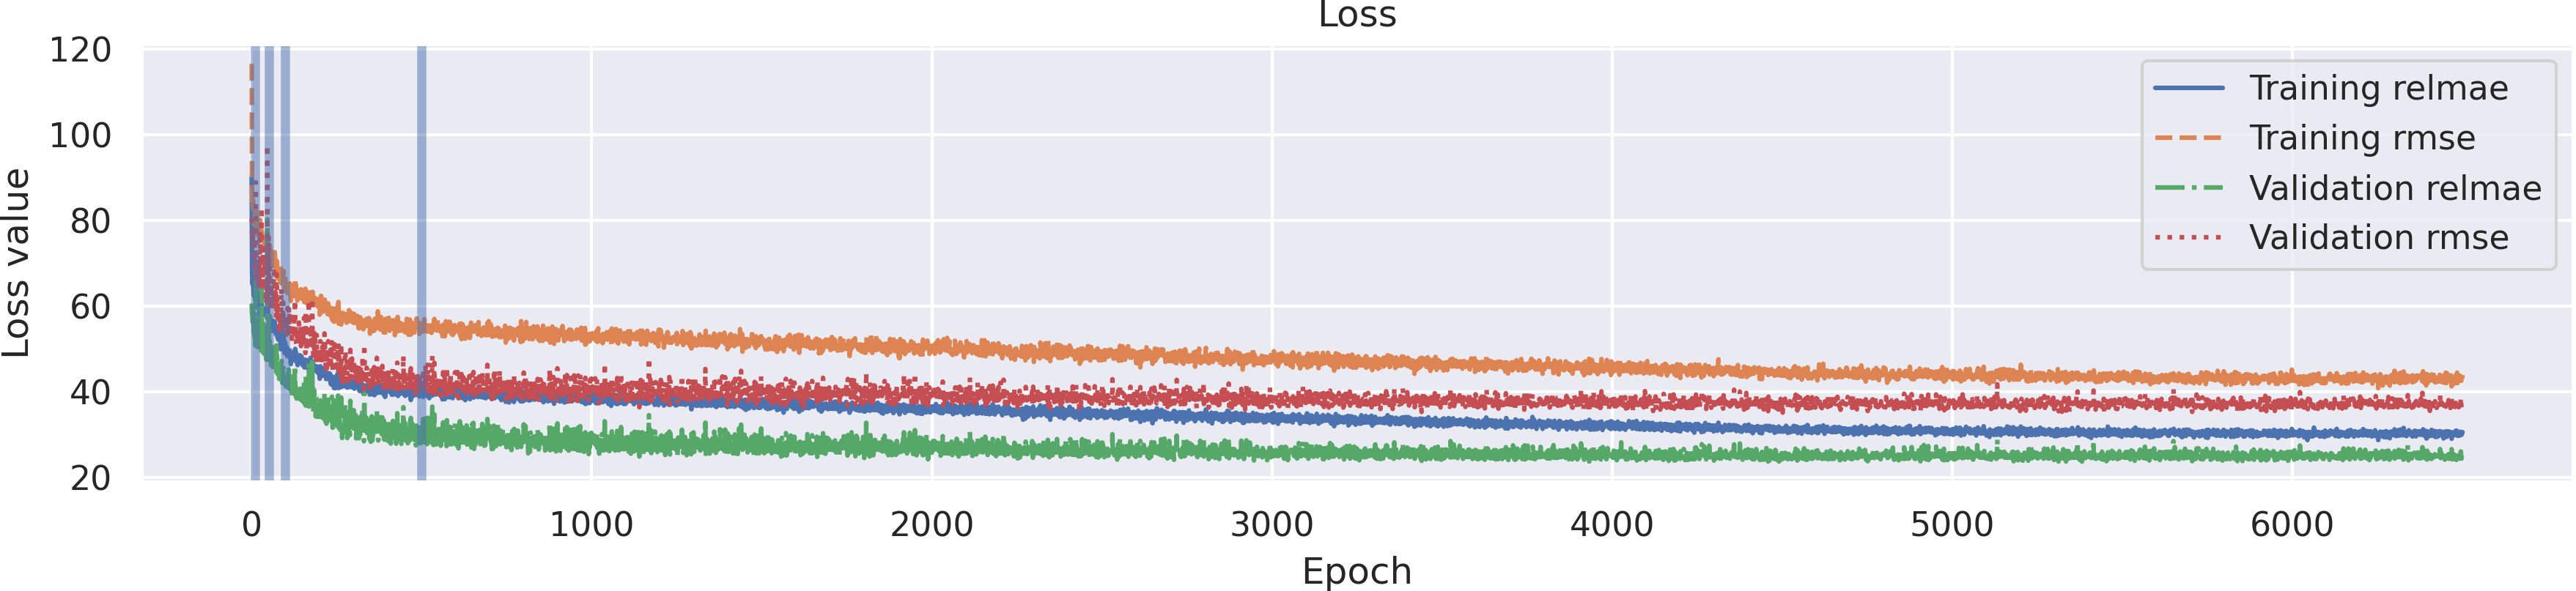 Loss
120
100
80
60
40
20
Loss value
0 1000 2000 3000 4000 5000 6000
Epoch
Training relmae
Training rmse
Validation relmae
Validation rmse